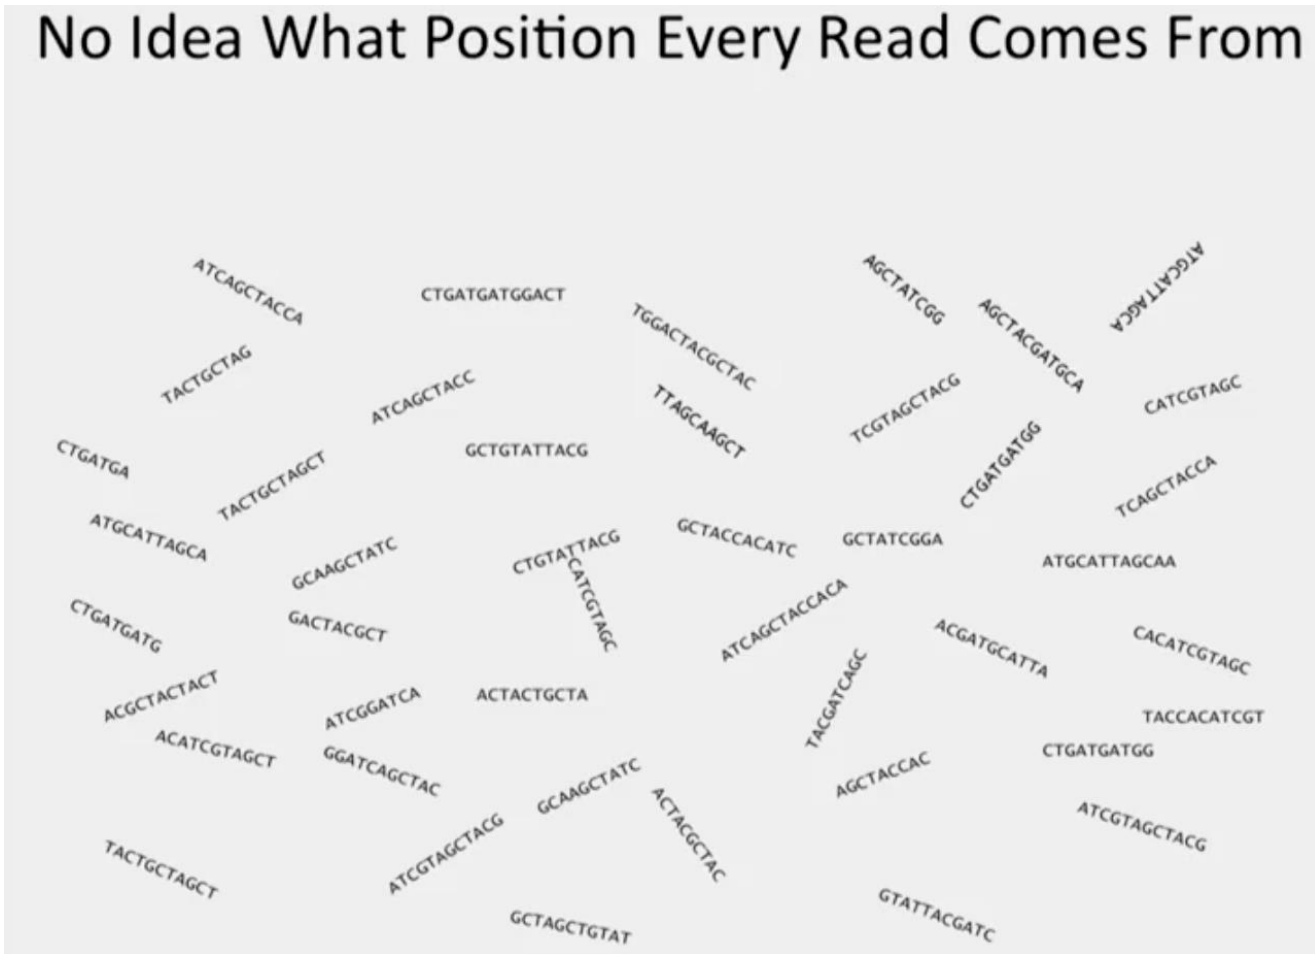 No Idea What Position Every Read Comes From
ATCAGCTACCA
CTGATGATGGACT
TGGACTACGCTAC
AGCTATCGG
AGCTACGATGCA
ATGCATTAGCA
TACTGCTAG
ATCAGCTACC
TTAGCAAGCT
TCGTAGCTACG
CATCGTAGC
CTGATGA
TACTGCTAGCT
GCTGTATTACG
CTGATGATGG
TCAGCTACCA
ATGCATTAGCA
GCAAGCTATC
CTGTATTACG
CATCGTAGC
GCTACCACATC
GCTATCGGA
ATGCATTAGCAA
CTGATGATG
GACTACGCT
ATCAGCTACCACA
ACGATGCATTA
CACATCGTAGC
ACGCTACTACT
ATCGGATCA
ACTACTGCTA
TACGATCAGC
TACCACATCGT
ACATCGTAGCT
GGATCAGCTAC
GCAAGCTATC
AGCTACCAC
CTGATGATGG
TACTGCTAGCT
ATCGTAGCTACG
ACTACGCTAC
ATCGTAGCTACG
GCTAGCTGTAT
GTATTACGATC